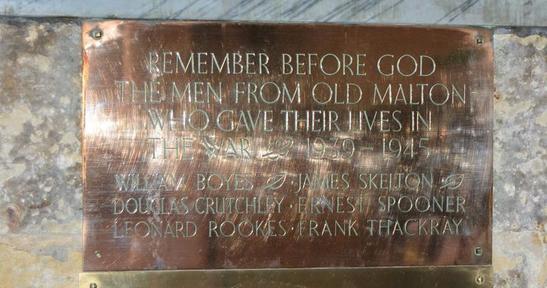 REMEMBER BEFORE GOD
THE MEN FROM OLD MALTON
WHO GAVE THEIR LIVES IN
THE WAR 1939-1945
WILLIAM BOYES · JAMES SKELTON
DOUGLAS CRUTCHLEY · ERNEST SPOONER
LEONARD ROOKES · FRANK THACKRAY